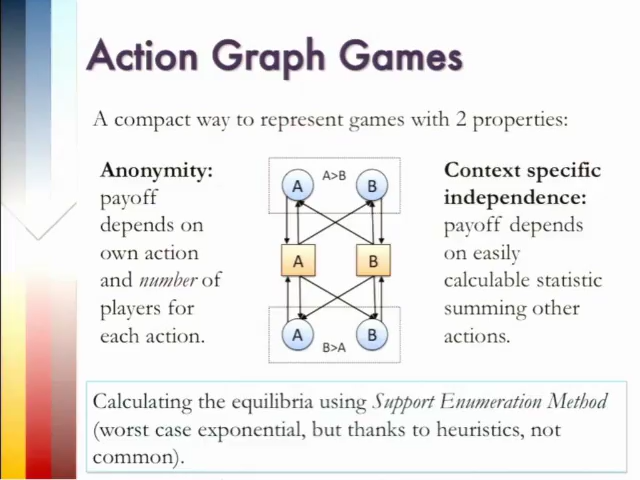 Action Graph Games
A compact way to represent games with 2 properties:
Anonymity:
payoff
depends on
own action
and number of
players for
each action.
A>B
A
B
A
B
A
B
B>A
Context specific
independence:
payoff depends
on easily
calculable statistic
summing other
actions.
Calculating the equilibria using Support Enumeration Method
(worst case exponential, but thanks to heuristics, not
common).